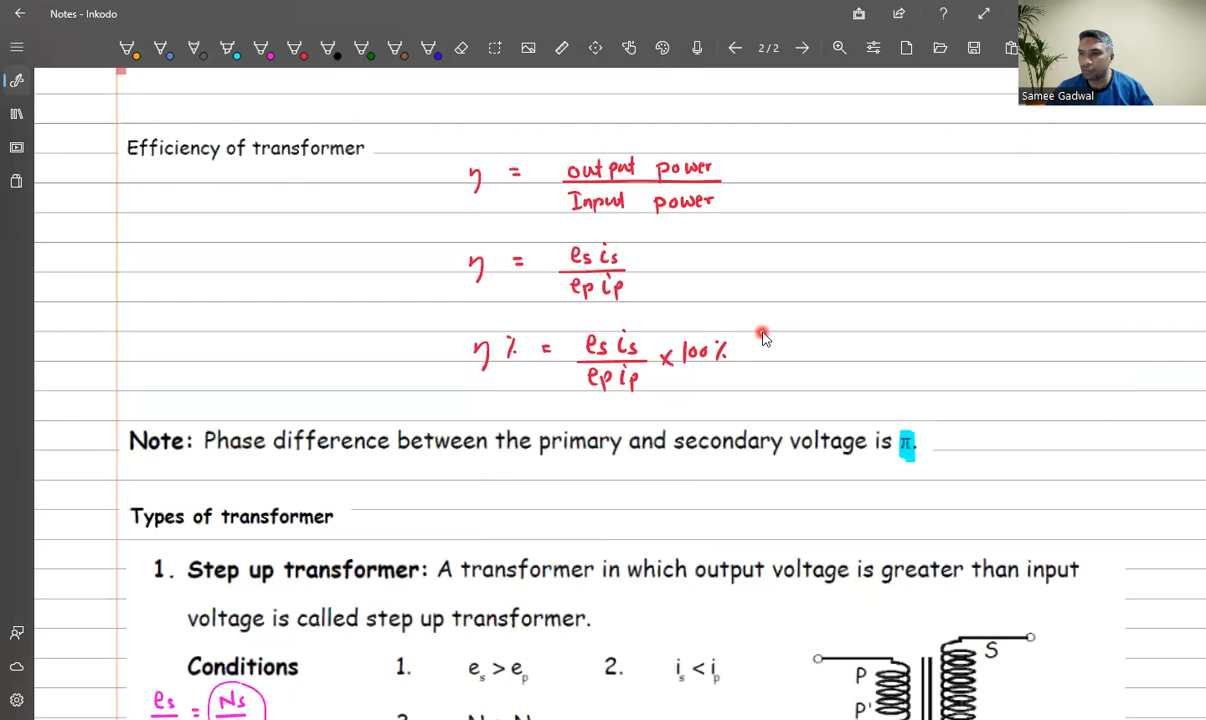 Notes - Inkodo
2/2
Samee Gadwal
Efficiency of transformer
η = output power / Input power
η = es is / ep ip
η % = es is / ep ip × 100 %
Note: Phase difference between the primary and secondary voltage is π.
Types of transformer
1. Step up transformer: A transformer in which output voltage is greater than input
voltage is called step up transformer.
Conditions 1. es > ep 2. is < ip
S
P
P'
es = Ns